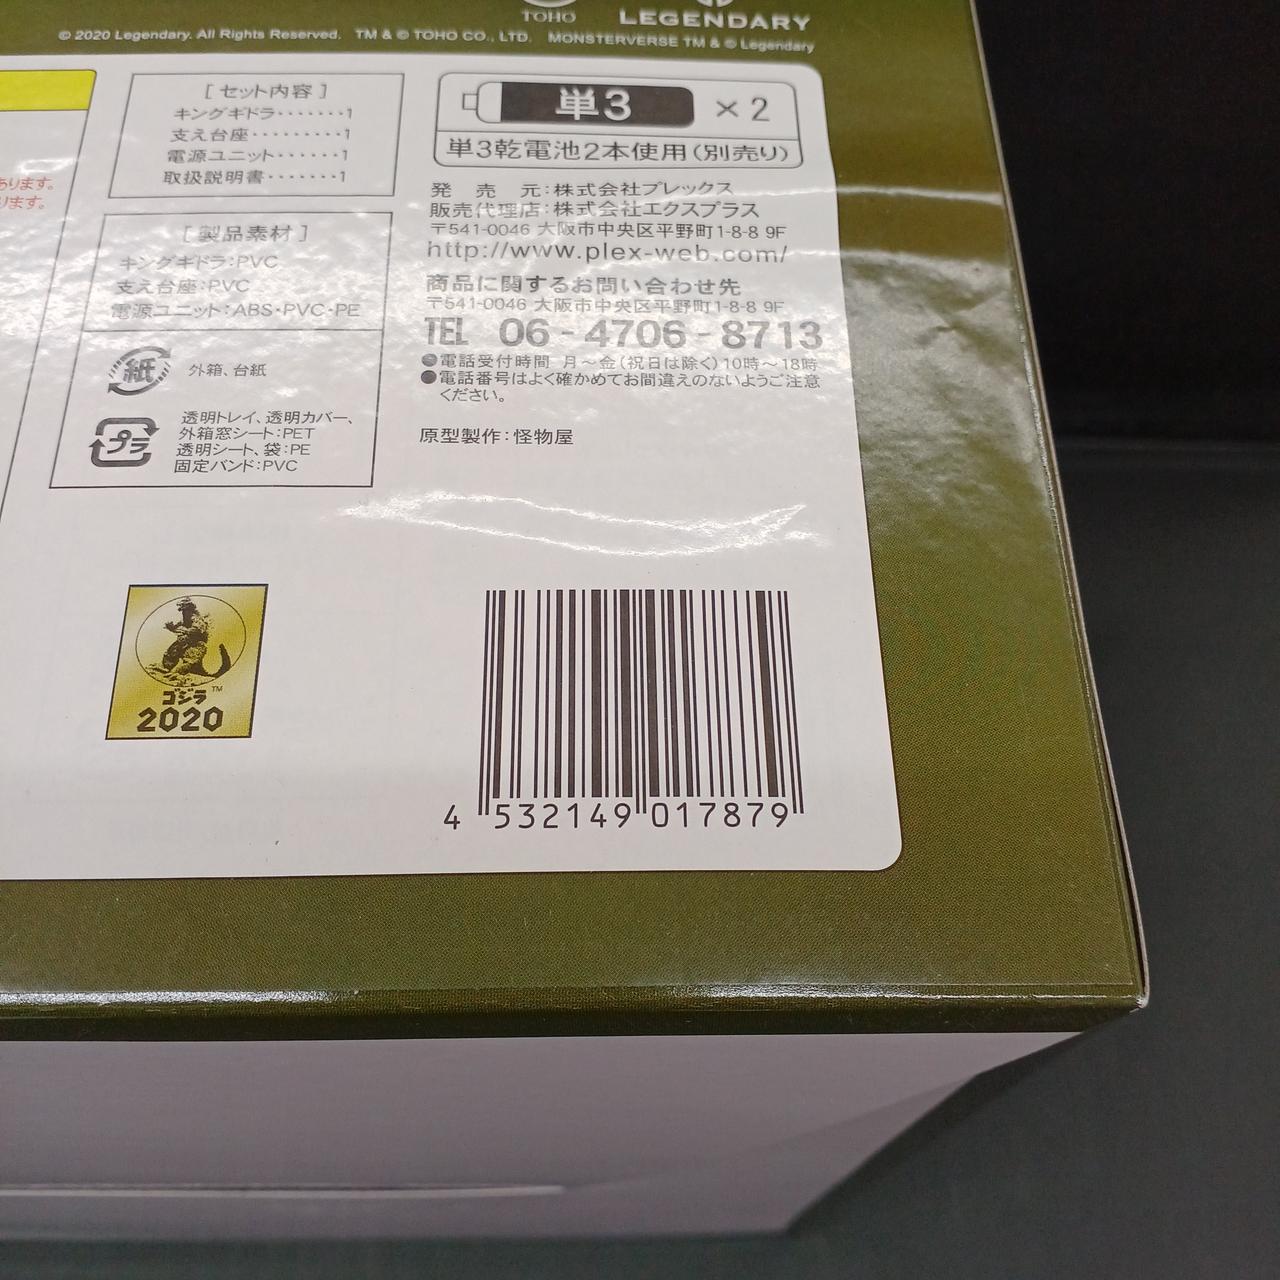 TOHO
LEGENDARY
© 2020 Legendary. All Rights Reserved. TM & © TOHO CO., LTD. MONSTERVERSE TM & © Legendary
あります。
ります。
[ セット内容 ]
キングギドラ・・・・・・・1
支え台座・・・・・・・・・1
電源ユニット・・・・・・1
取扱説明書・・・・・・・1
[ 製品素材 ]
キングギドラ:PVC
支え台座:PVC
電源ユニット:ABS・PVC・PE
紙
外箱、台紙
プラ
透明トレイ、透明カバー、
外箱窓シート:PET
透明シート、袋:PE
固定バンド:PVC
単3 × 2
単3乾電池2本使用(別売り)
発売元:株式会社プレックス
販売代理店:株式会社エクスプラス
〒541-0046 大阪市中央区平野町1-8-8 9F
http://www.plex-web.com/
商品に関するお問い合わせ先
〒541-0046 大阪市中央区平野町1-8-8 9F
TEL 06-4706-8713
●電話受付時間 月～金(祝日は除く)10時～18時
●電話番号はよく確かめてお間違えのないようご注意
ください。
原型製作:怪物屋
ゴジラ™
2020
4 532149 017879